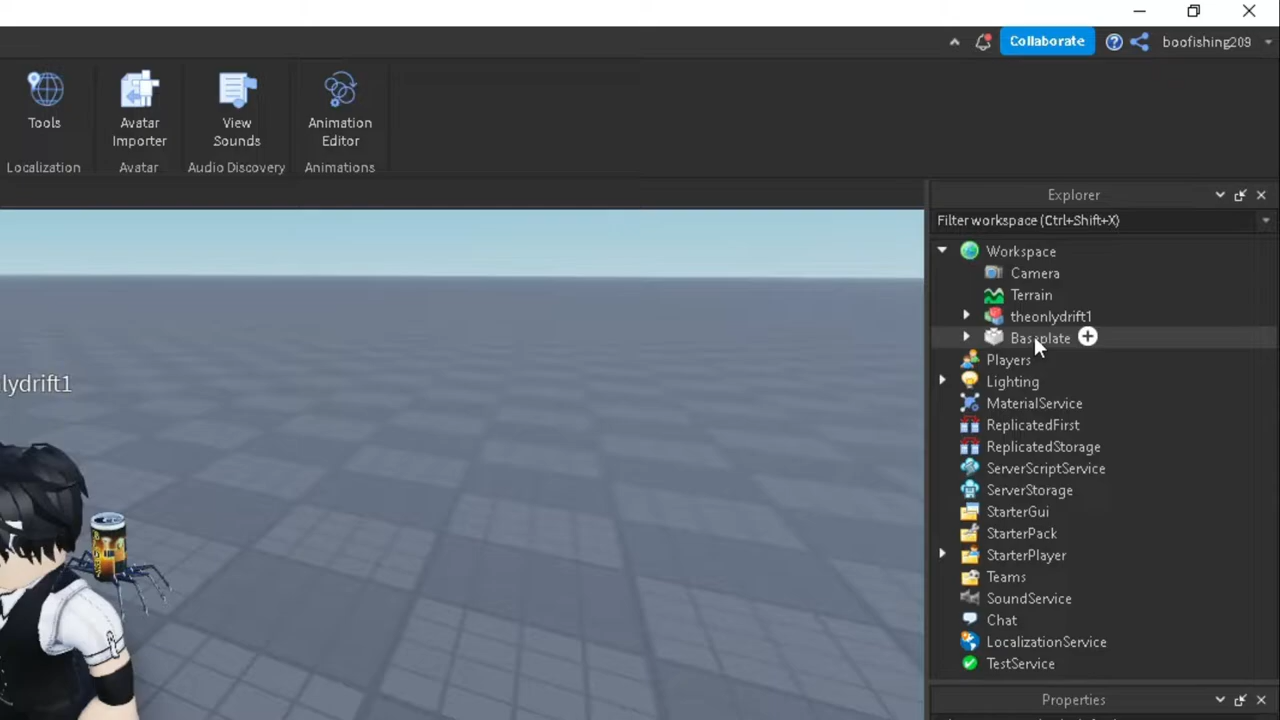 Collaborate
boofishing209
Tools
Avatar
Importer
View
Sounds
Animation
Editor
Localization
Avatar
Audio Discovery
Animations
Explorer
Filter workspace (Ctrl+Shift+X)
Workspace
Camera
Terrain
theonlydrift1
Baseplate
Players
Lighting
MaterialService
ReplicatedFirst
ReplicatedStorage
ServerScriptService
ServerStorage
StarterGui
StarterPack
StarterPlayer
Teams
SoundService
Chat
LocalizationService
TestService
Properties
lydrift1